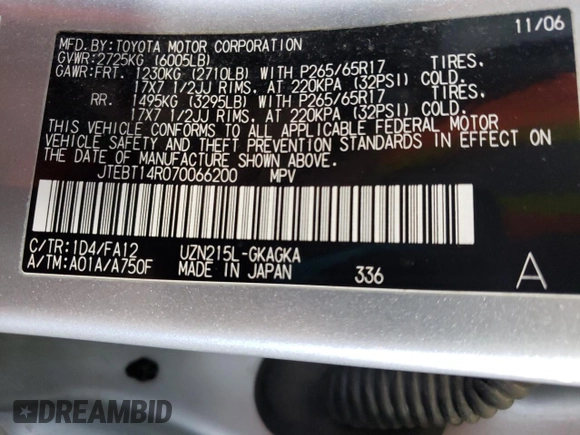 11/06
MFD.BY:TOYOTA MOTOR CORPORATION
GVWR:2725KG (6005LB)
GAWR:FRT. 1230KG (2710LB) WITH P265/65R17 TIRES,
17X7 1/2JJ RIMS, AT 220KPA (32PSI) COLD.
RR. 1495KG (3295LB) WITH P265/65R17 TIRES,
17X7 1/2JJ RIMS, AT 220KPA (32PSI) COLD.
THIS VEHICLE CONFORMS TO ALL APPLICABLE FEDERAL MOTOR
VEHICLE SAFETY AND THEFT PREVENTION STANDARDS IN EFFECT ON
THE DATE OF MANUFACTURE SHOWN ABOVE.
JTEBT14R070066200 MPV
C/TR:1D4/FA12 UZN215L-GKAGKA
A/TM:A01A/A750F MADE IN JAPAN 336 A
DREAMBID